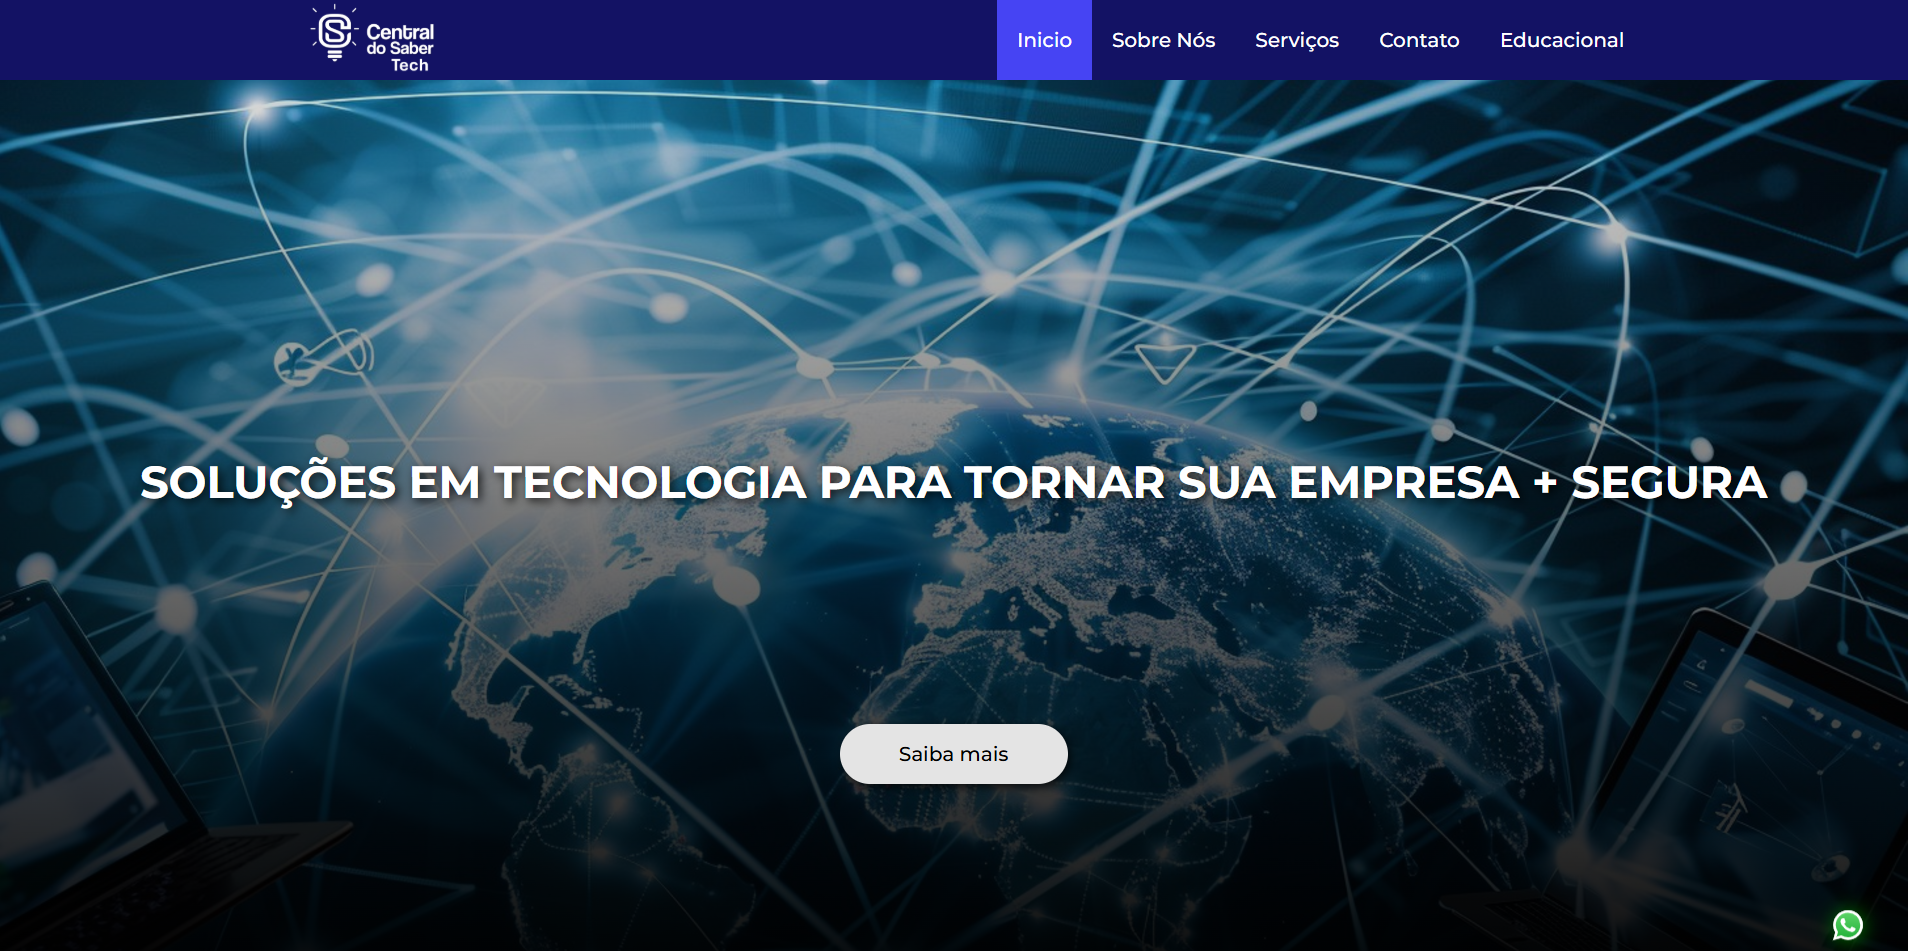 Central
do Saber
Tech
Inicio
Sobre Nós
Serviços
Contato
Educacional
SOLUÇÕES EM TECNOLOGIA PARA TORNAR SUA EMPRESA + SEGURA
Saiba mais